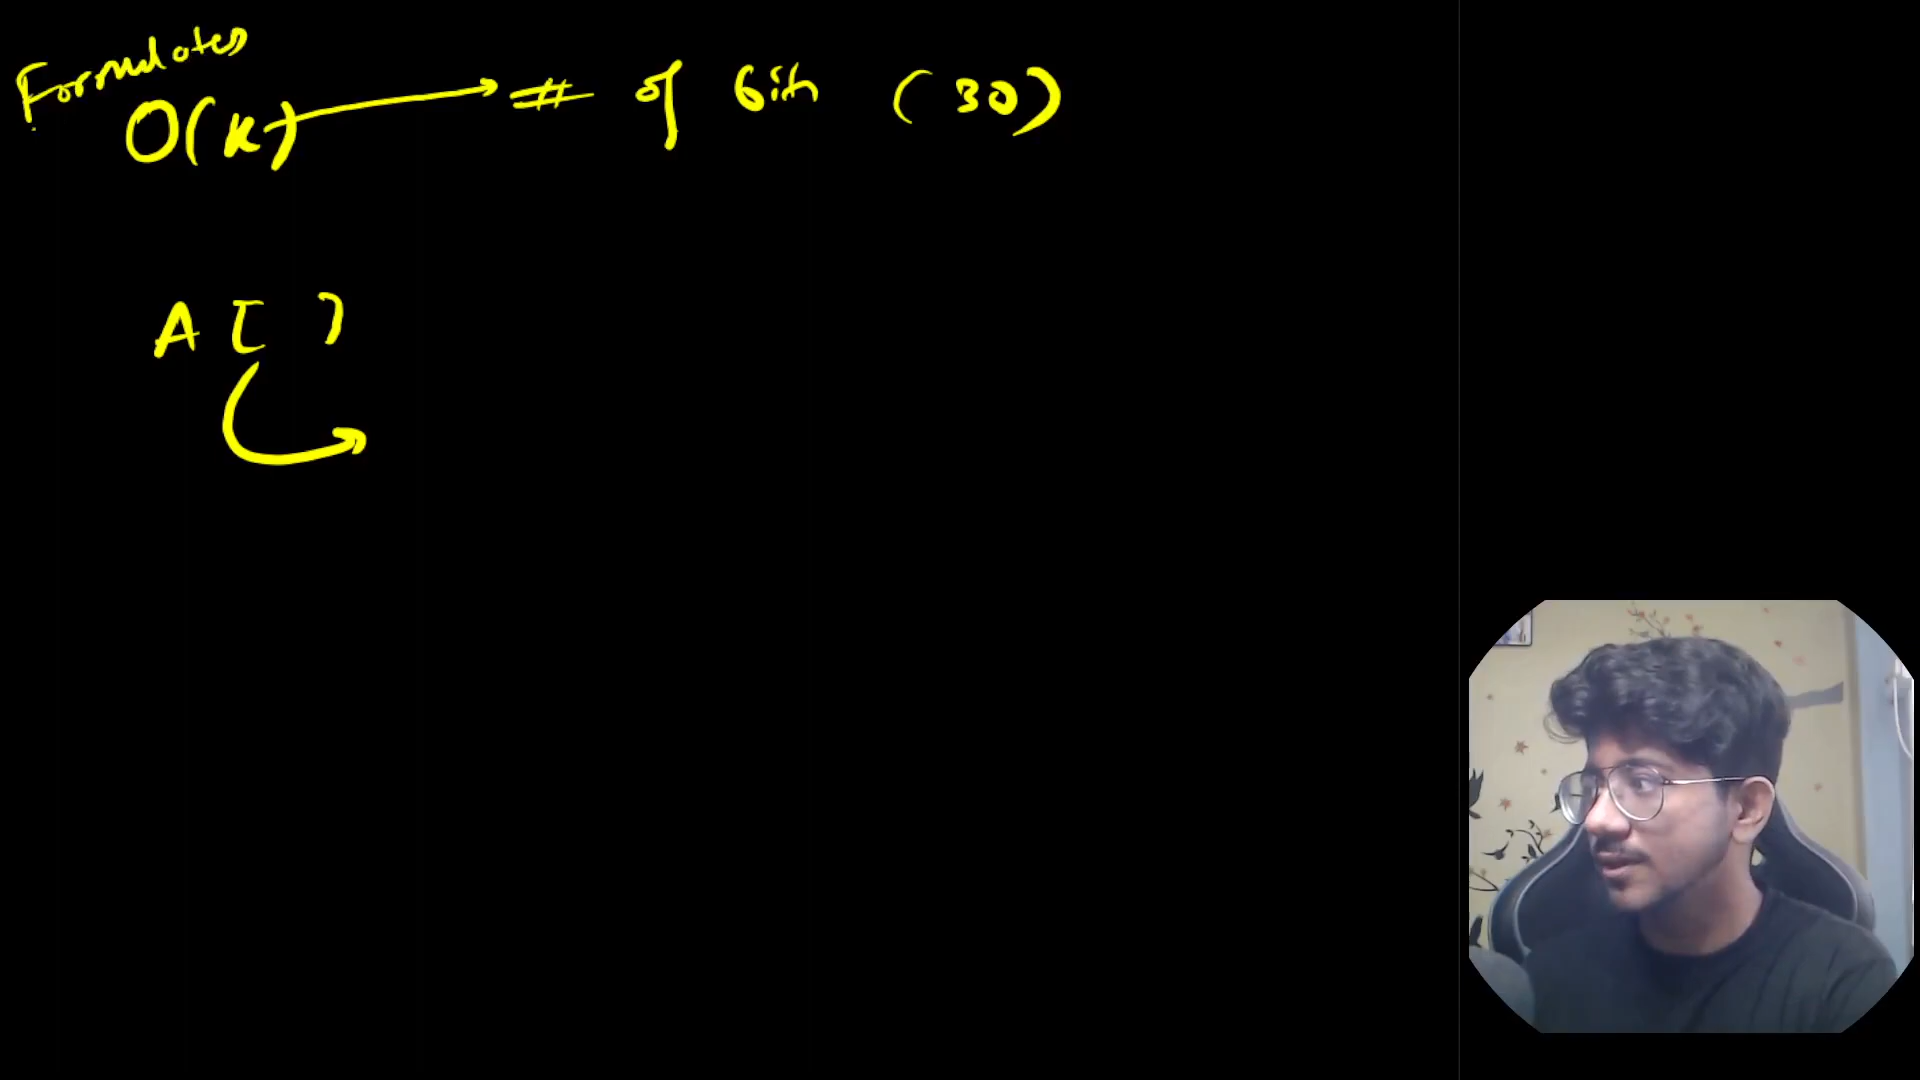 Formulates
O(K) → # of bits (30)
A [ ]